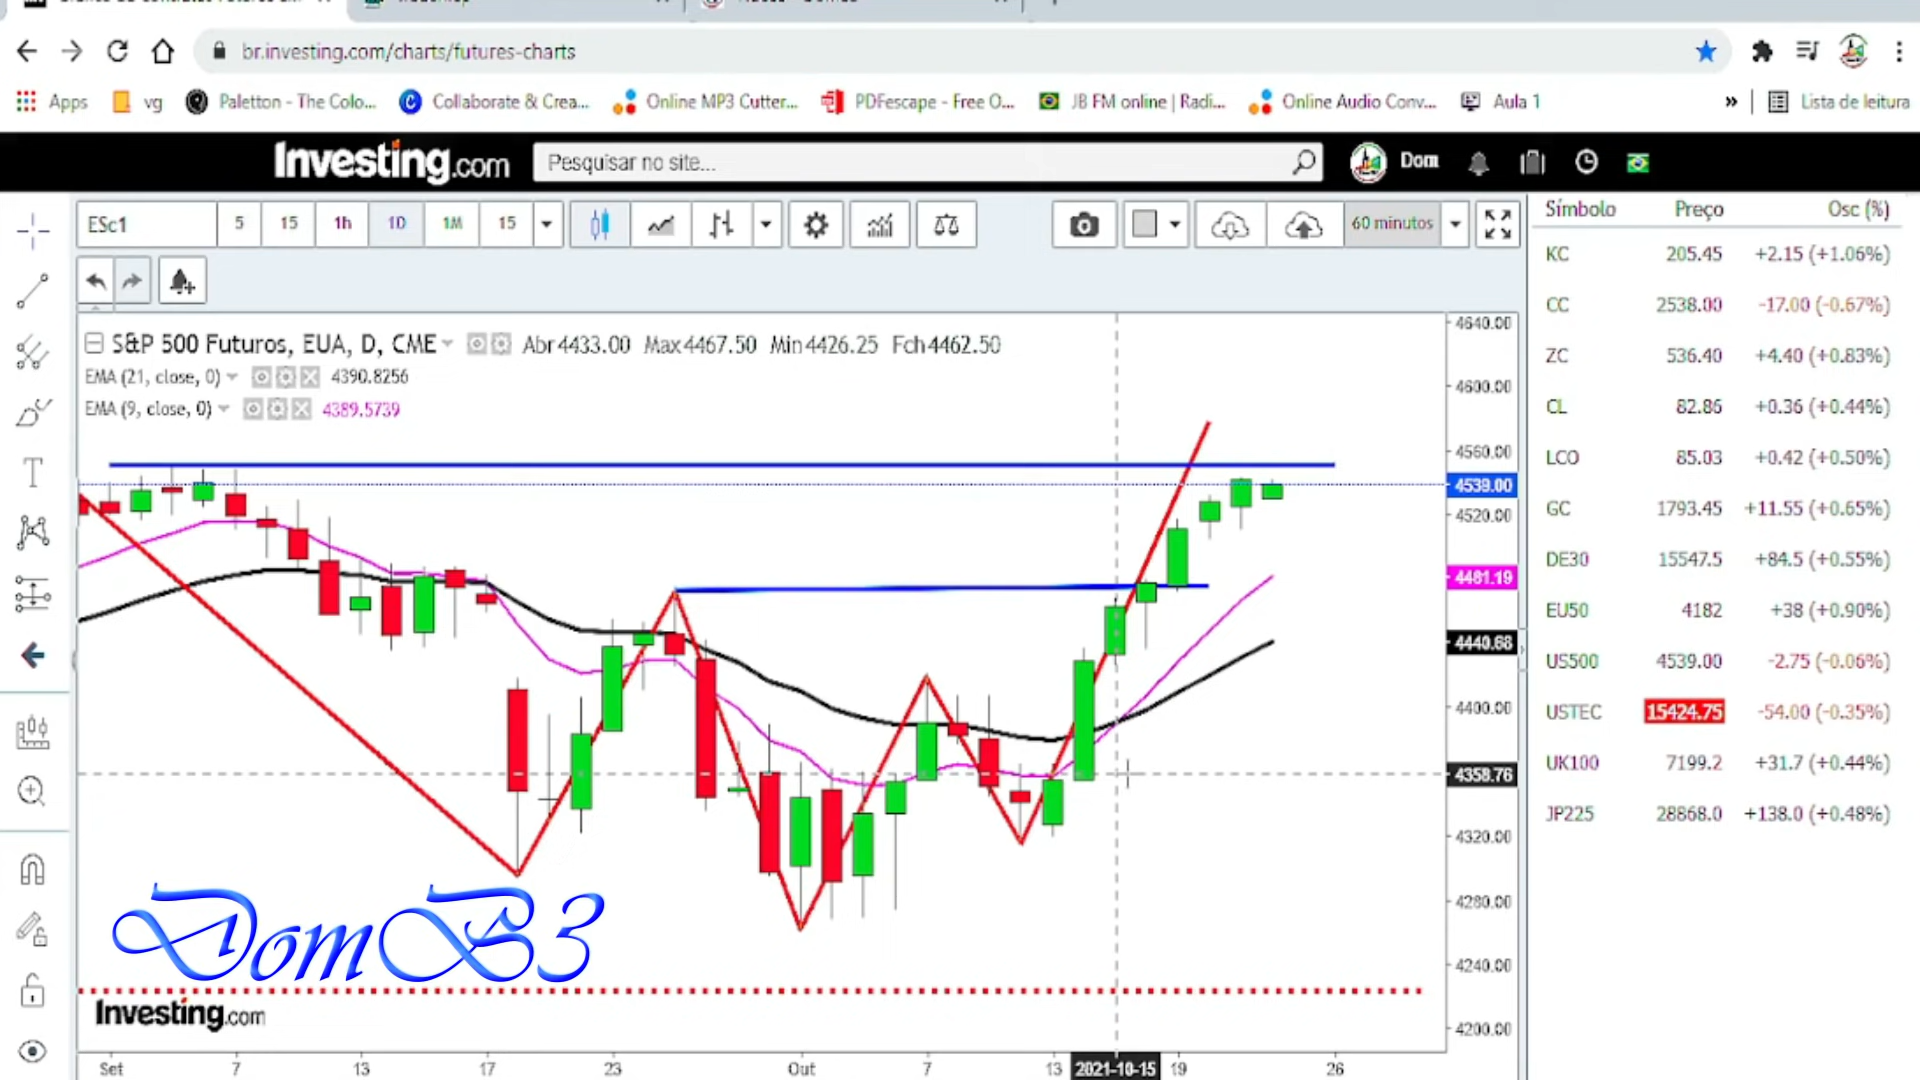 br.investing.com/charts/futures-charts
Apps vg Paletton - The Colo... Collaborate & Crea... Online MP3 Cutter... PDFescape - Free O... JB FM online | Radi... Online Audio Conv... Aula 1 » Lista de leitura
Investing.com Pesquisar no site... Dom
ESc1 5 15 1h 1D 1M 15 60 minutos
S&P 500 Futuros, EUA, D, CME Abr 4433.00 Max 4467.50 Min 4426.25 Fch 4462.50
EMA (21, close, 0) 4390.8256
EMA (9, close, 0) 4389.5739
4640.00
4600.00
4560.00
4539.00
4520.00
4481.19
4440.68
4400.00
4358.76
4320.00
4280.00
4240.00
4200.00
DomB3
Investing.com
Set 7 13 17 23 Out 7 13 2021-10-15 19 26
Símbolo Preço Osc (%)
KC 205.45 +2.15 (+1.06%)
CC 2538.00 -17.00 (-0.67%)
ZC 536.40 +4.40 (+0.83%)
CL 82.86 +0.36 (+0.44%)
LCO 85.03 +0.42 (+0.50%)
GC 1793.45 +11.55 (+0.65%)
DE30 15547.5 +84.5 (+0.55%)
EU50 4182 +38 (+0.90%)
US500 4539.00 -2.75 (-0.06%)
USTEC 15424.75 -54.00 (-0.35%)
UK100 7199.2 +31.7 (+0.44%)
JP225 28868.0 +138.0 (+0.48%)